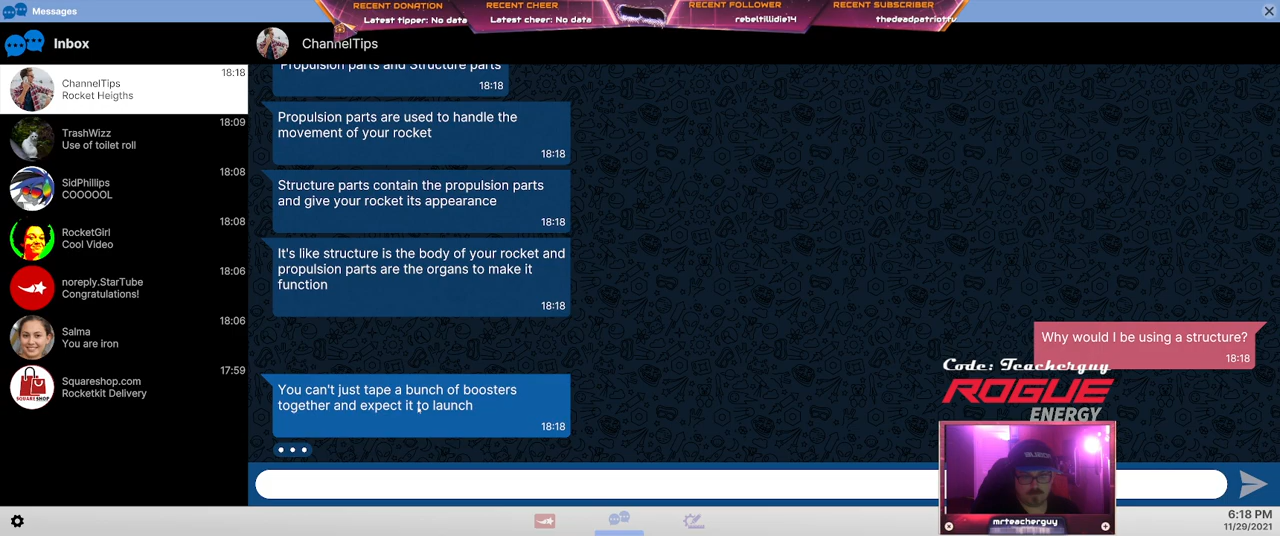 Messages
RECENT DONATION
Latest tipper: No data
RECENT CHEER
Latest cheer: No data
RECENT FOLLOWER
rebeltillidie14
RECENT SUBSCRIBER
thedeadpatriottv
Inbox
ChannelTips
ChannelTips
Rocket Heigths
18:18
TrashWizz
Use of toilet roll
18:09
SidPhillips
COOOOOL
18:08
RocketGirl
Cool Video
18:08
noreply.StarTube
Congratulations!
18:06
Salma
You are iron
18:06
Squareshop.com
Rocketkit Delivery
17:59
SQUARE SHOP
Propulsion parts and Structure parts
18:18
Propulsion parts are used to handle the
movement of your rocket
18:18
Structure parts contain the propulsion parts
and give your rocket its appearance
18:18
It's like structure is the body of your rocket and
propulsion parts are the organs to make it
function
18:18
Why would I be using a structure?
18:18
You can't just tape a bunch of boosters
together and expect it to launch
18:18
Code: Teacherguy
ROGUE
ENERGY
mrteacherguy
6:18 PM
11/29/2021